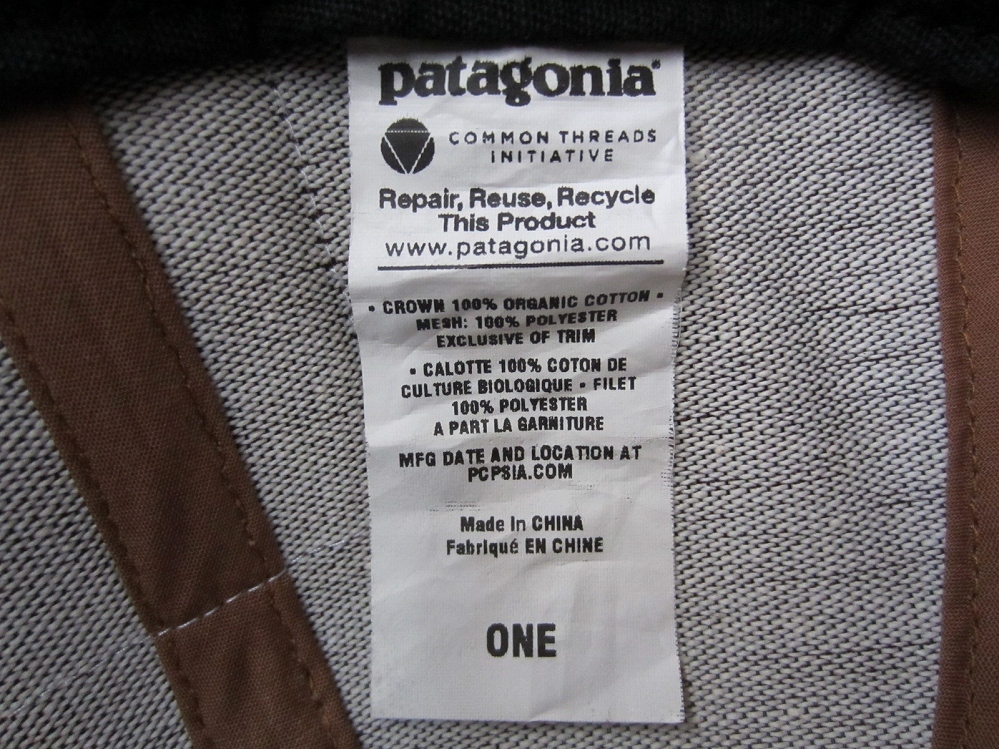 patagonia®
COMMON THREADS
INITIATIVE
Repair, Reuse, Recycle
This Product
www.patagonia.com
• CROWN 100% ORGANIC COTTON •
MESH: 100% POLYESTER
EXCLUSIVE OF TRIM
• CALOTTE 100% COTON DE
CULTURE BIOLOGIQUE • FILET
100% POLYESTER
A PART LA GARNITURE
MFG DATE AND LOCATION AT
PCPSIA.COM
Made In CHINA
Fabriqué EN CHINE
ONE